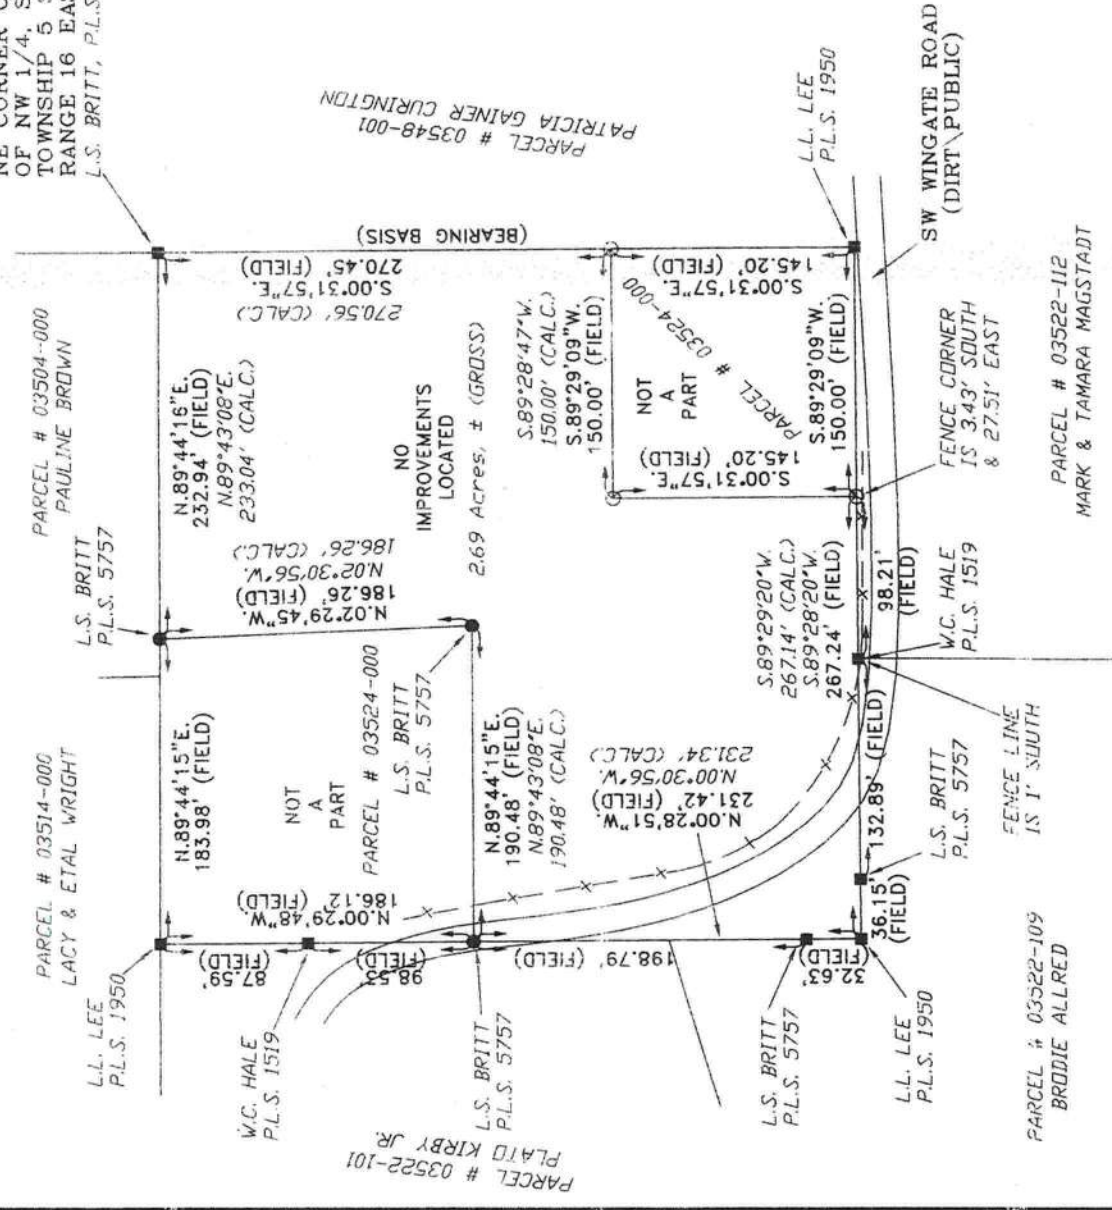 NE CORNER
OF NW 1/4,
TOWNSHIP 5
RANGE 16
L.S. BRITT, P.L.S.
PARCEL # 03548-001
PATRICIA GAINER CURINGTON
L.L. LEE
P.L.S. 1950
SW WINGATE ROAD
(DIRT\PUBLIC)
(BEARING BASIS)
270.56' (CALC.)
S.00°31'57"E.
270.45' (FIELD)
S.00°31'57"E.
145.20' (FIELD)
PARCEL # 03504-000
PAULINE BROWN
N.89°44'16"E.
232.94' (FIELD)
N.89°43'08"E.
233.04' (CALC.)
NO
IMPROVEMENTS
LOCATED
2.69 Acres, ± (GROSS)
S.89°28'47"W.
150.00' (CALC.)
S.89°29'09"W.
150.00' (FIELD)
NOT
A
PART
PARCEL # 03524-000
S.00°31'57"E.
145.20' (FIELD)
S.89°29'09"W.
150.00' (FIELD)
FENCE CORNER
IS 3.43' SOUTH
& 27.51' EAST
PARCEL # 03522-112
MARK & TAMARA MAGSTADT
L.S. BRITT
P.L.S. 5757
N.02°29'45"W.
186.26' (FIELD)
N.02°30'56"W.
186.26' (CALC.)
L.S. BRITT
P.L.S. 5757
S.89°29'20"W.
267.14' (CALC.)
S.89°28'20"W.
267.24' (FIELD)
98.21'
(FIELD)
W.C. HALE
P.L.S. 1519
PARCEL # 03514-000
LACY & ETAL WRIGHT
N.89°44'15"E.
183.98' (FIELD)
NOT
A
PART
PARCEL # 03524-000
N.89°44'15"E.
190.48' (FIELD)
N.89°43'08"E.
190.48' (CALC.)
N.00°28'51"W.
231.42' (FIELD)
N.00°30'56"W.
231.34' (CALC.)
132.89' (FIELD)
FENCE LINE
IS 1' SOUTH
L.S. BRITT
P.L.S. 5757
36.15'
(FIELD)
N.00°29'48"W.
186.12' (FIELD)
L.L. LEE
P.L.S. 1950
87.59'
(FIELD)
W.C. HALE
P.L.S. 1519
98.53'
(FIELD)
L.S. BRITT
P.L.S. 5757
198.79' (FIELD)
L.S. BRITT
P.L.S. 5757
32.63'
(FIELD)
L.L. LEE
P.L.S. 1950
PARCEL # 03522-109
BRODIE ALLRED
PARCEL # 03522-101
PLATO KIRBY JR.